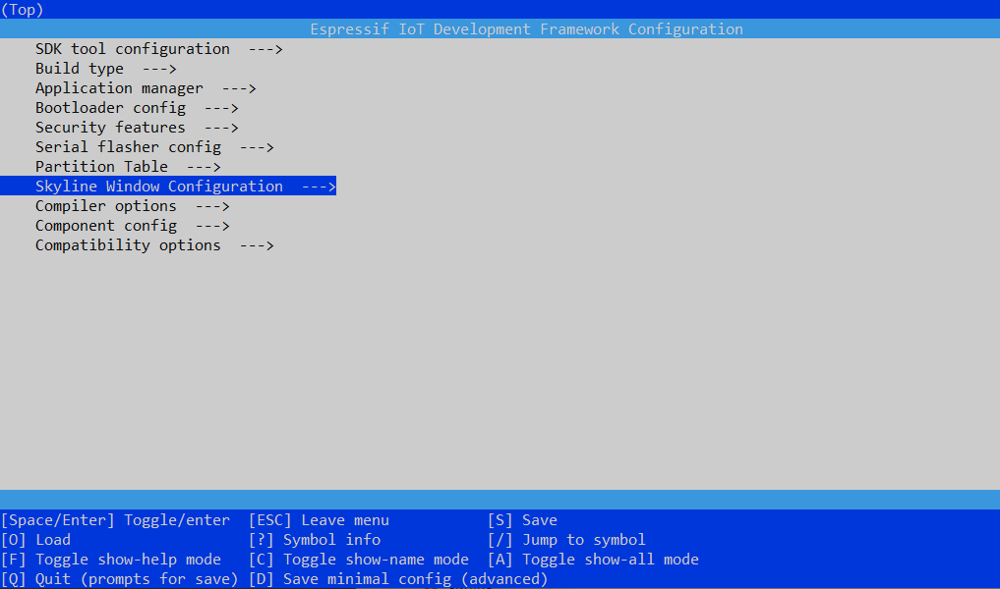 (Top)
Espressif IoT Development Framework Configuration
SDK tool configuration  --->
Build type  --->
Application manager  --->
Bootloader config  --->
Security features  --->
Serial flasher config  --->
Partition Table  --->
Skyline Window Configuration  --->
Compiler options  --->
Component config  --->
Compatibility options  --->
[Space/Enter] Toggle/enter  [ESC] Leave menu           [S] Save
[O] Load                    [?] Symbol info            [/] Jump to symbol
[F] Toggle show-help mode   [C] Toggle show-name mode  [A] Toggle show-all mode
[Q] Quit (prompts for save) [D] Save minimal config (advanced)